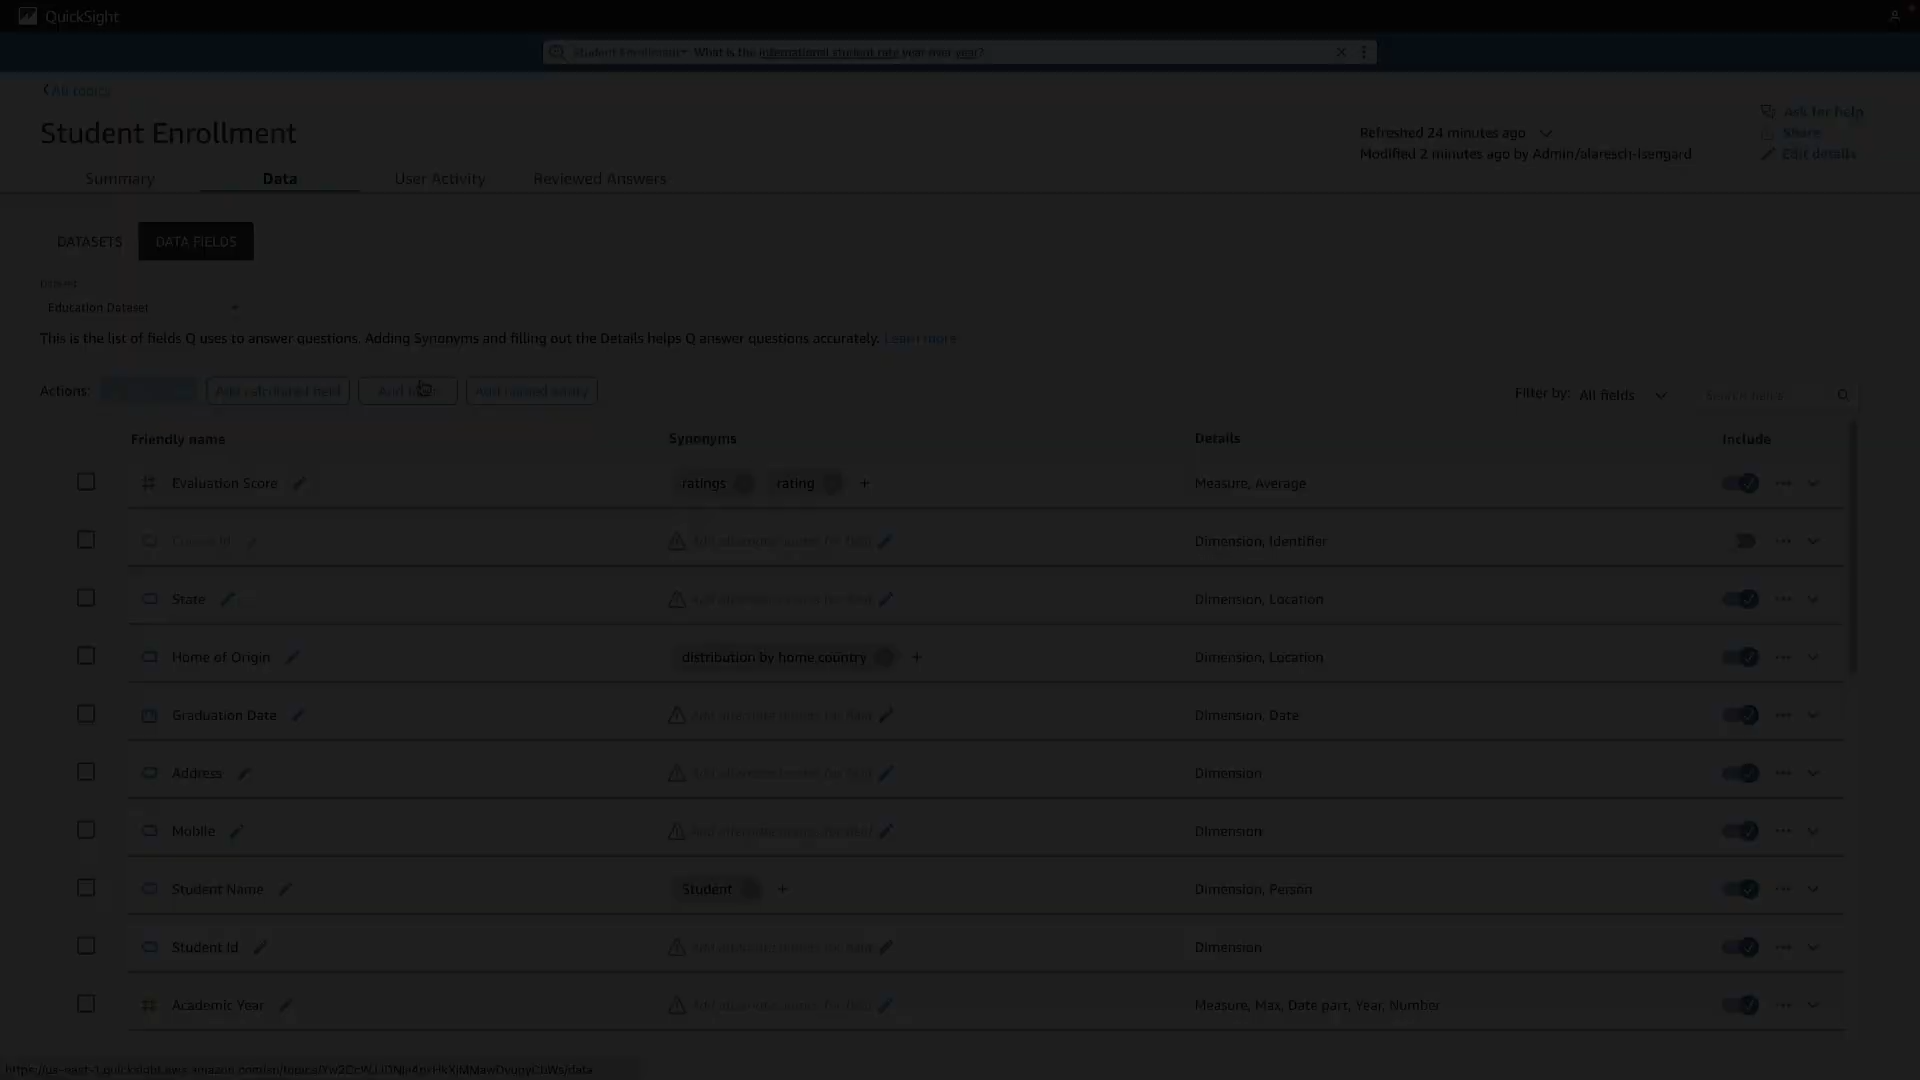 QuickSight
Student Enrollment What is the international student rate year over year?
All topics
Student Enrollment
Ask for help
Refreshed 24 minutes ago
Share
Modified 2 minutes ago by Admin/alaresch-Isengard
Edit details
Summary Data User Activity Reviewed Answers
DATASETS DATA FIELDS
Dataset
Education Dataset
This is the list of fields Q uses to answer questions. Adding Synonyms and filling out the Details helps Q answer questions accurately. Learn more
Actions: Add calculated field Add Add named entity Filter by: All fields Search
Friendly name Synonyms Details Include
Evaluation Score ratings rating + Measure, Average
Course Id Dimension, Identifier
State Dimension, Location
Home of Origin distribution by home country + Dimension, Location
Graduation Date Dimension, Date
Address Dimension
Mobile Dimension
Student Name Student + Dimension, Person
Student Id Dimension
Academic Year Measure, Max, Date part, Year, Number